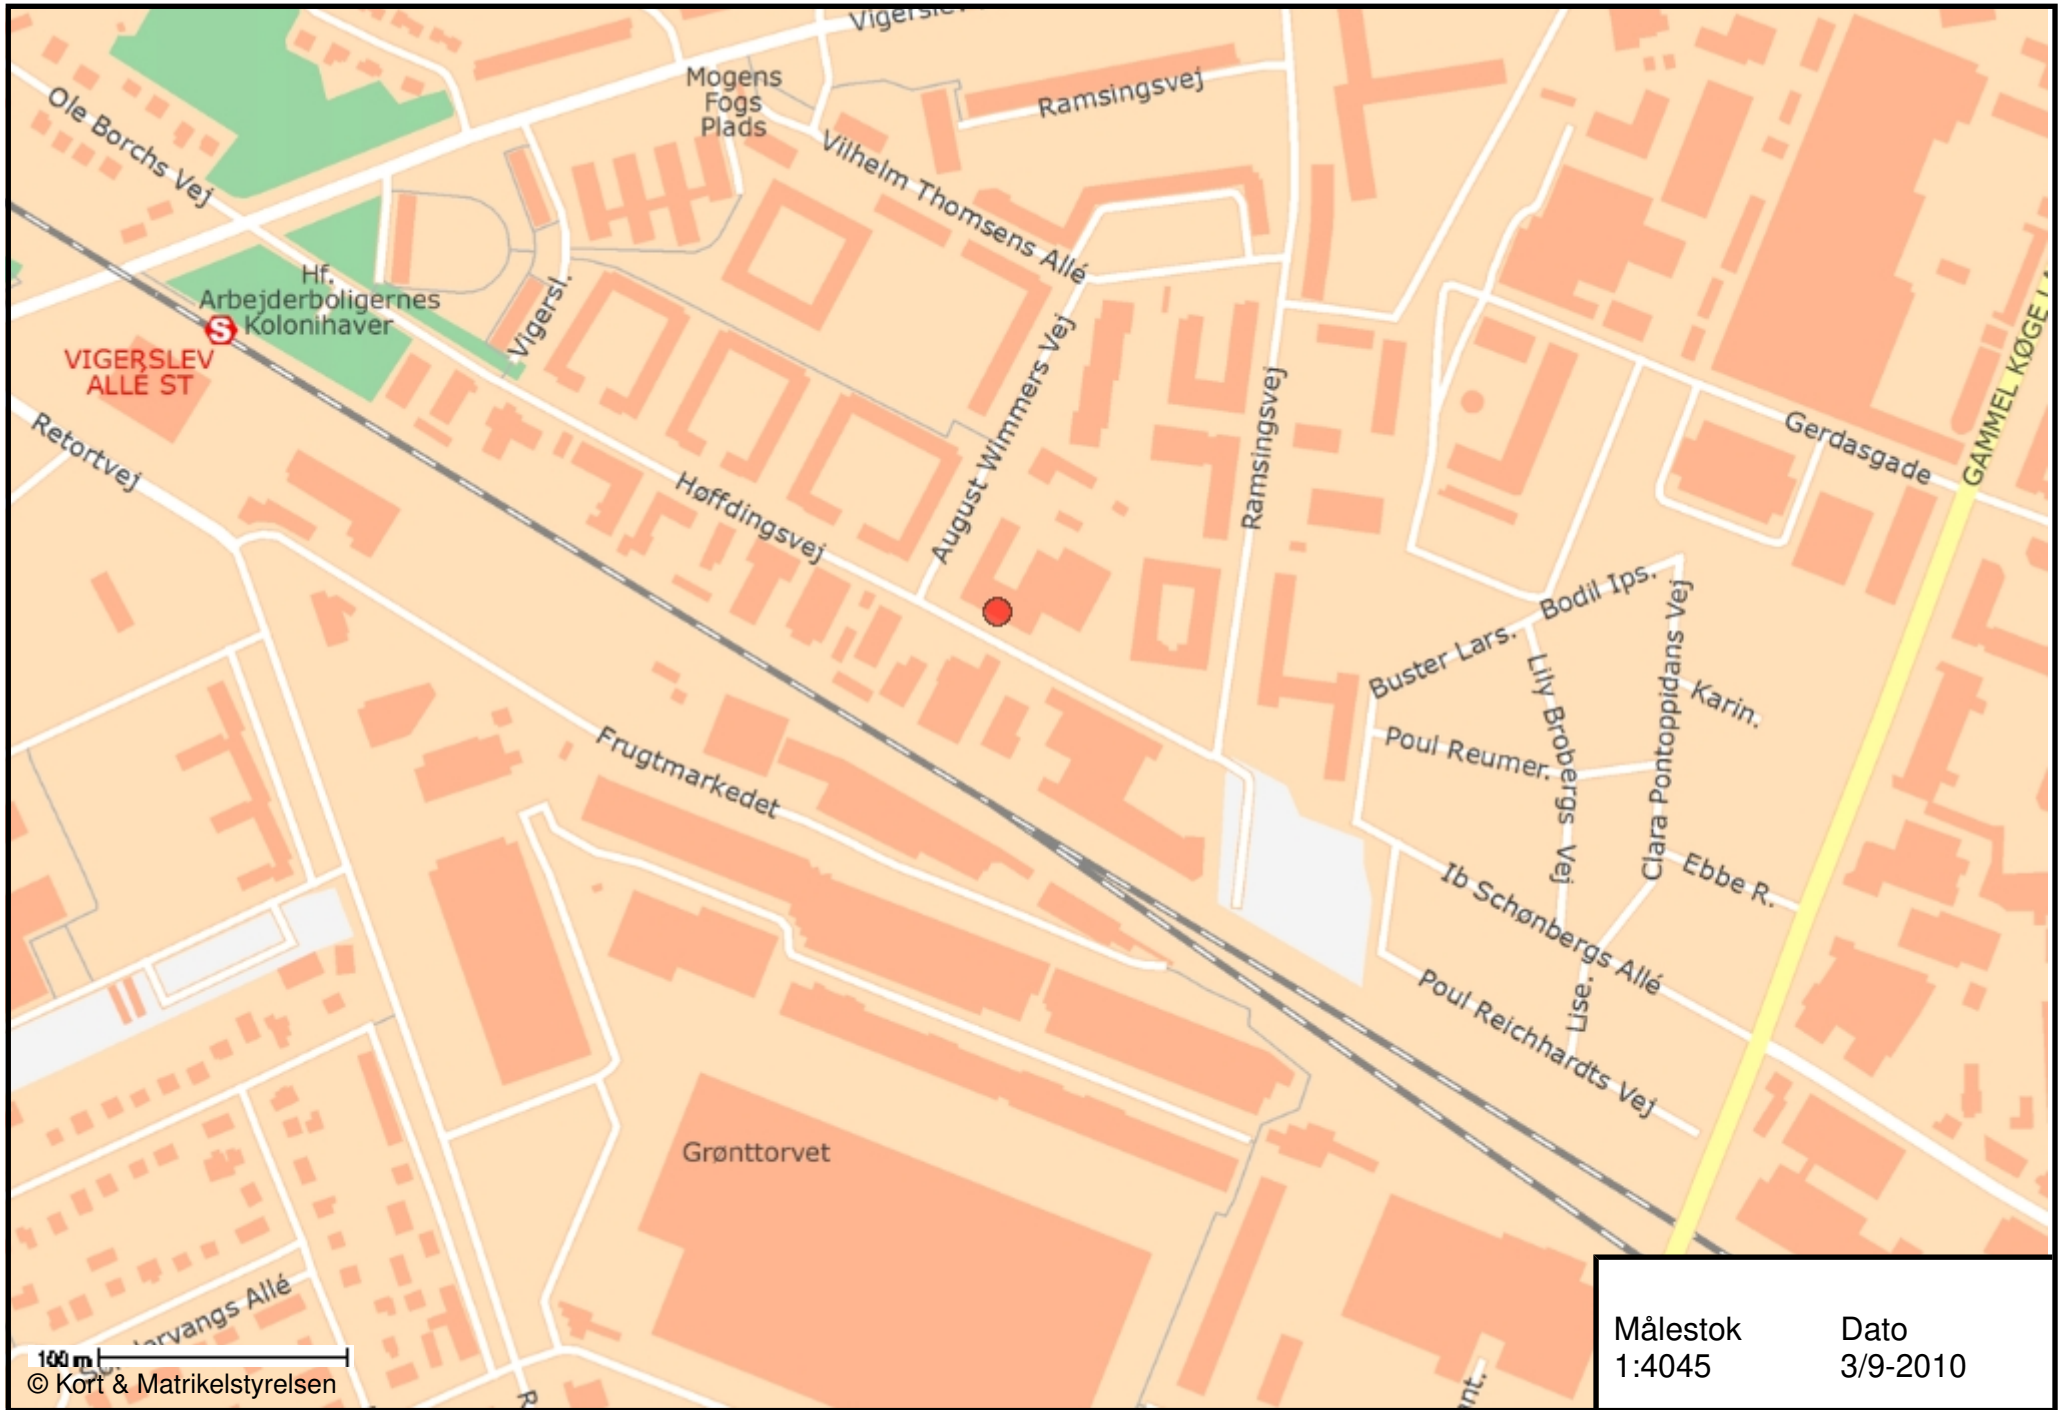 Mogens
Fogs
Plads
Ramsingsvej
Ole Borchs Vej
Vilhelm Thomsens Allé
Hf.
Arbejderboligernes
Kolonihaver
S
VIGERSLEV
ALLÉ ST
Vigersl.
August Wimmers Vej
Ramsingsvej
GAMMEL KØGE
Gerdasgade
Retortvej
Høffdingsvej
Bodil Ips.
Buster Lars.
Lily Brobergs Vej
Clara Pontoppidans Vej
Karin.
Poul Reumer.
Frugtmarkedet
Ebbe R.
Ib Schønbergs Allé
Poul Reichhardts Vej
Lise.
Grønttorvet
Allé
100 m
© Kort & Matrikelstyrelsen
Målestok
1:4045
Dato
3/9-2010